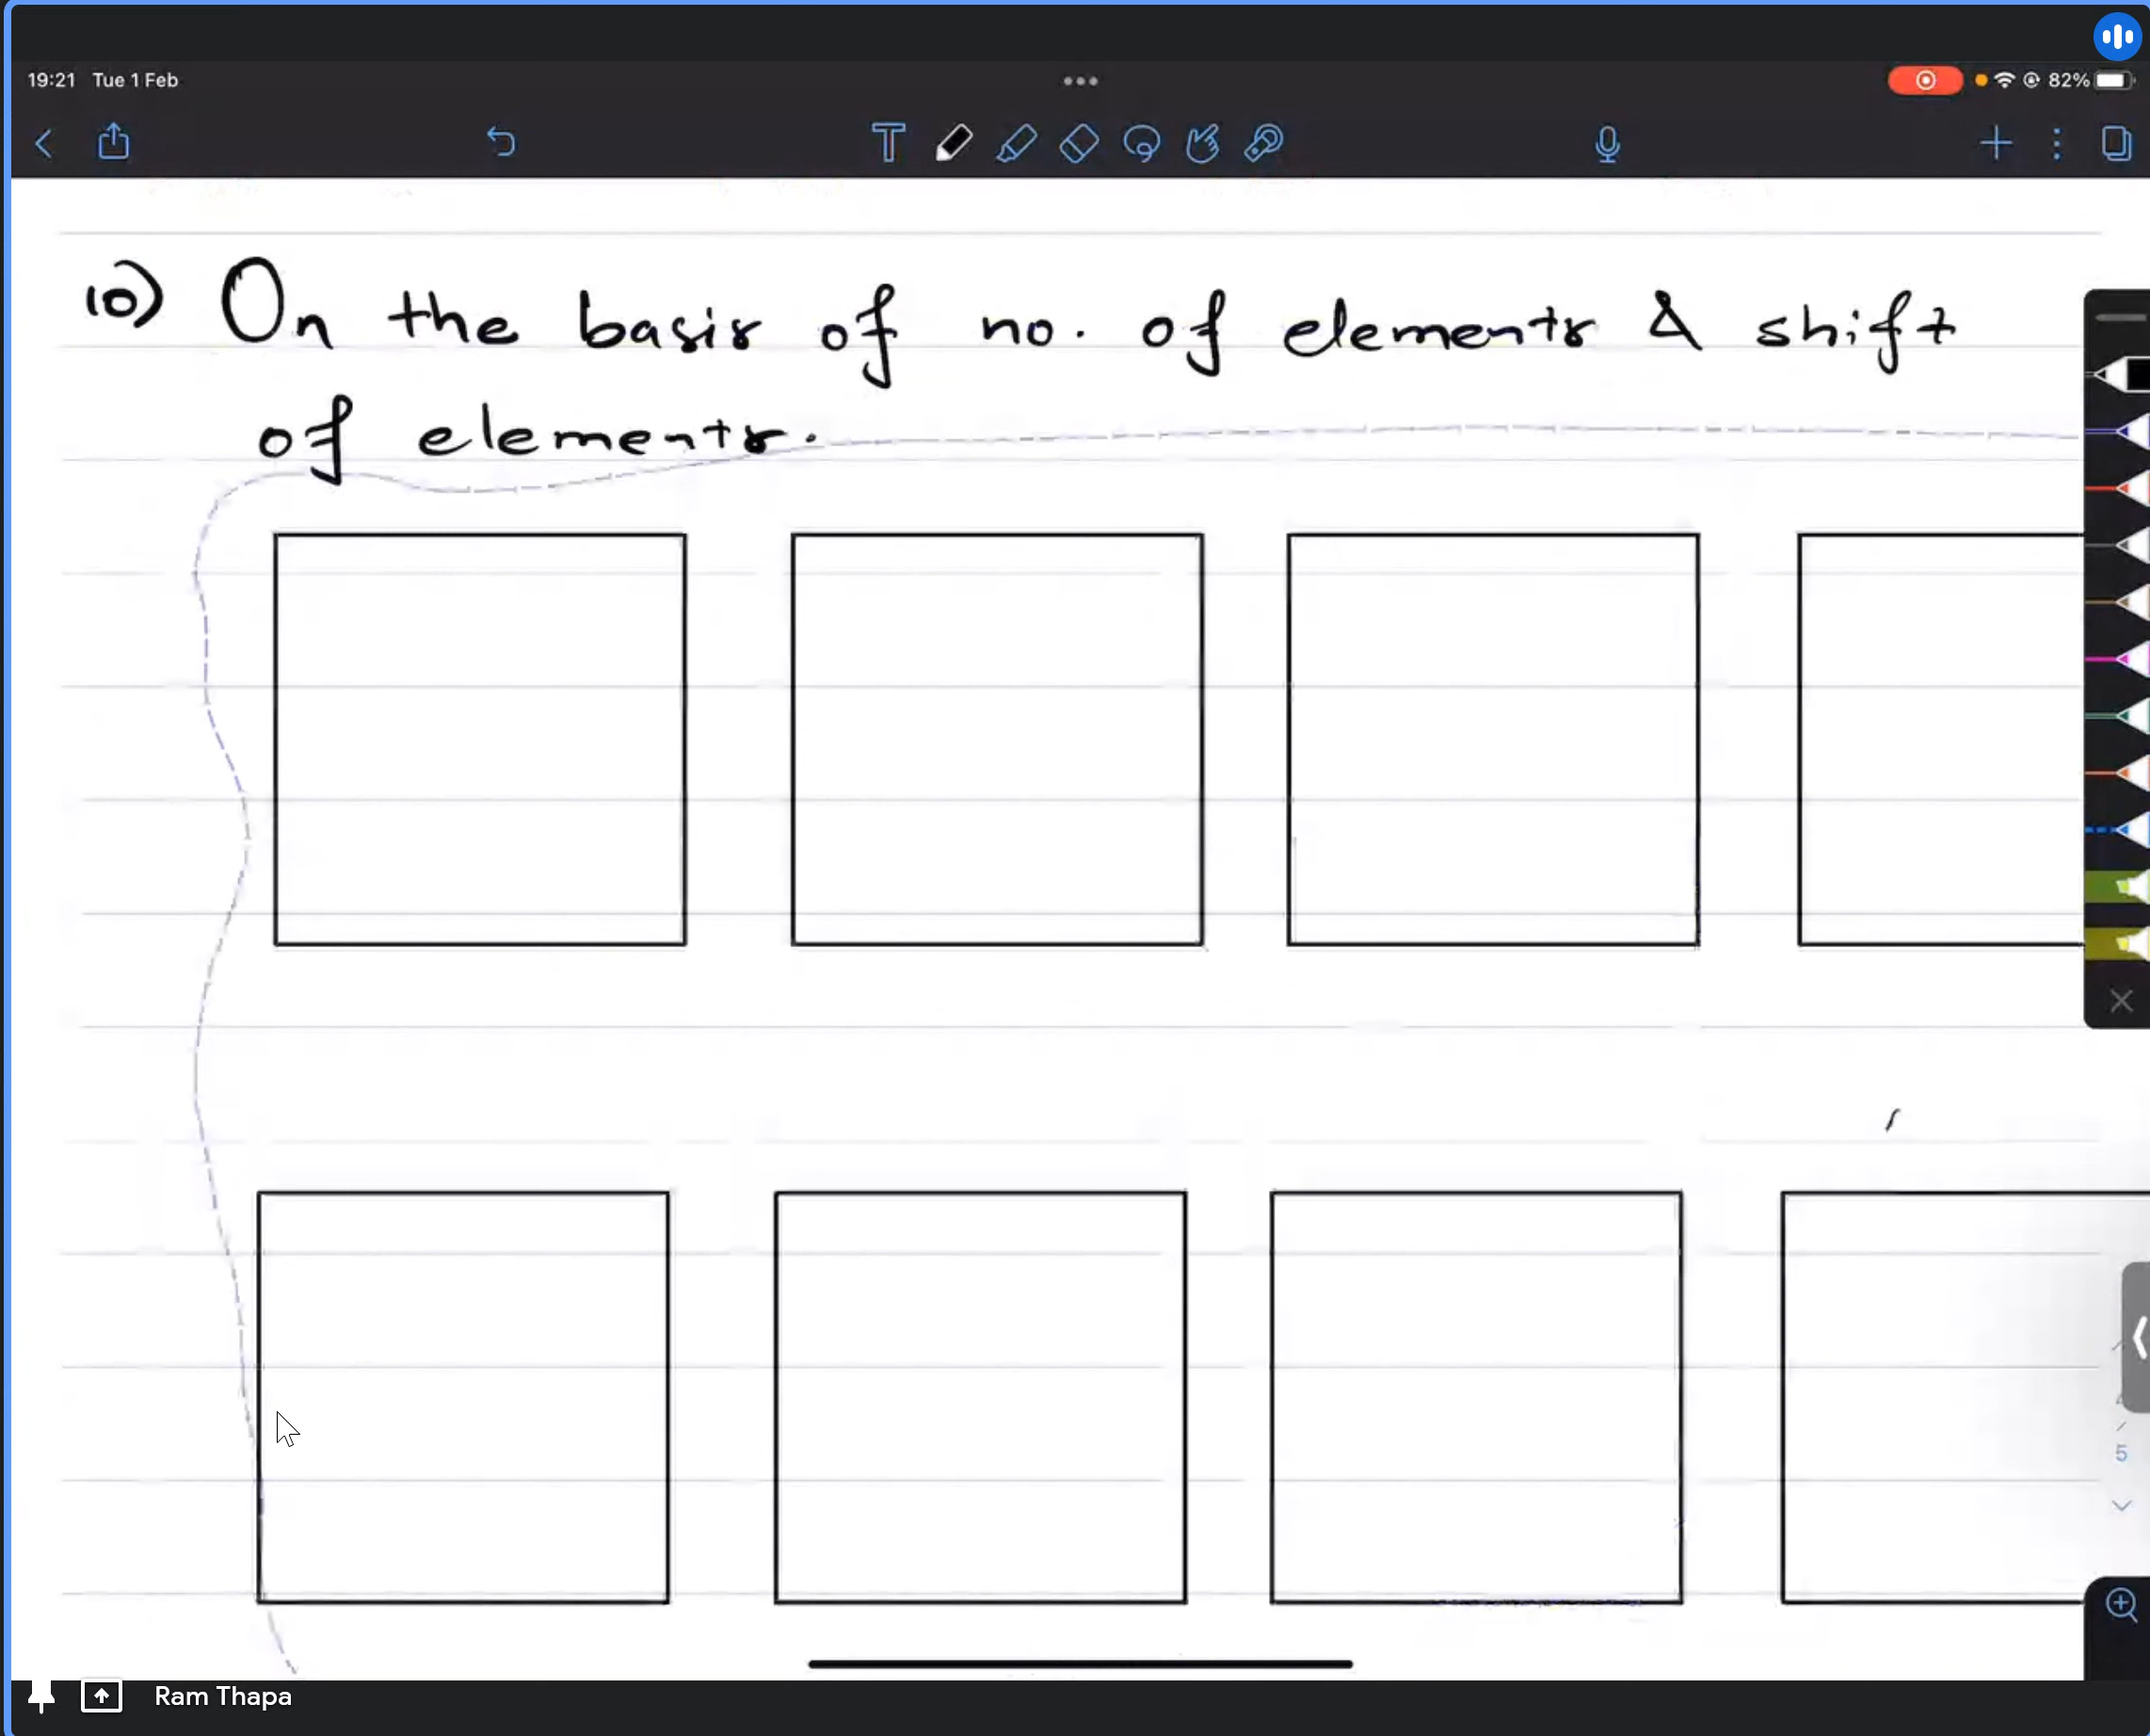 19:21 Tue 1 Feb
82%
10) On the basis of no. of elements & shift
of elements.
5
Ram Thapa